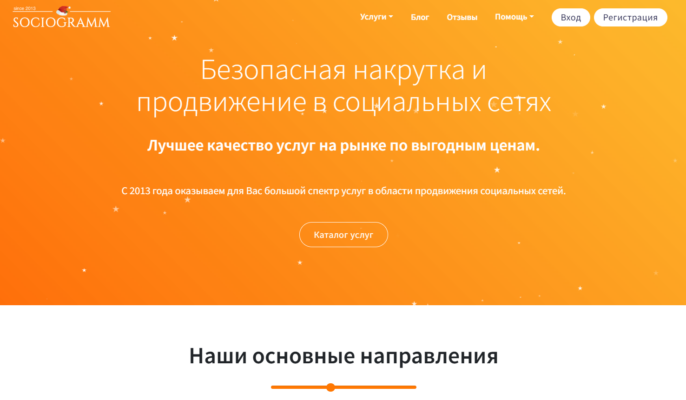 since 2013
SOCIOGRAMM
Услуги Блог Отзывы Помощь Вход Регистрация
Безопасная накрутка и
продвижение в социальных сетях
Лучшее качество услуг на рынке по выгодным ценам.
С 2013 года оказываем для Вас большой спектр услуг в области продвижения социальных сетей.
Каталог услуг
Наши основные направления